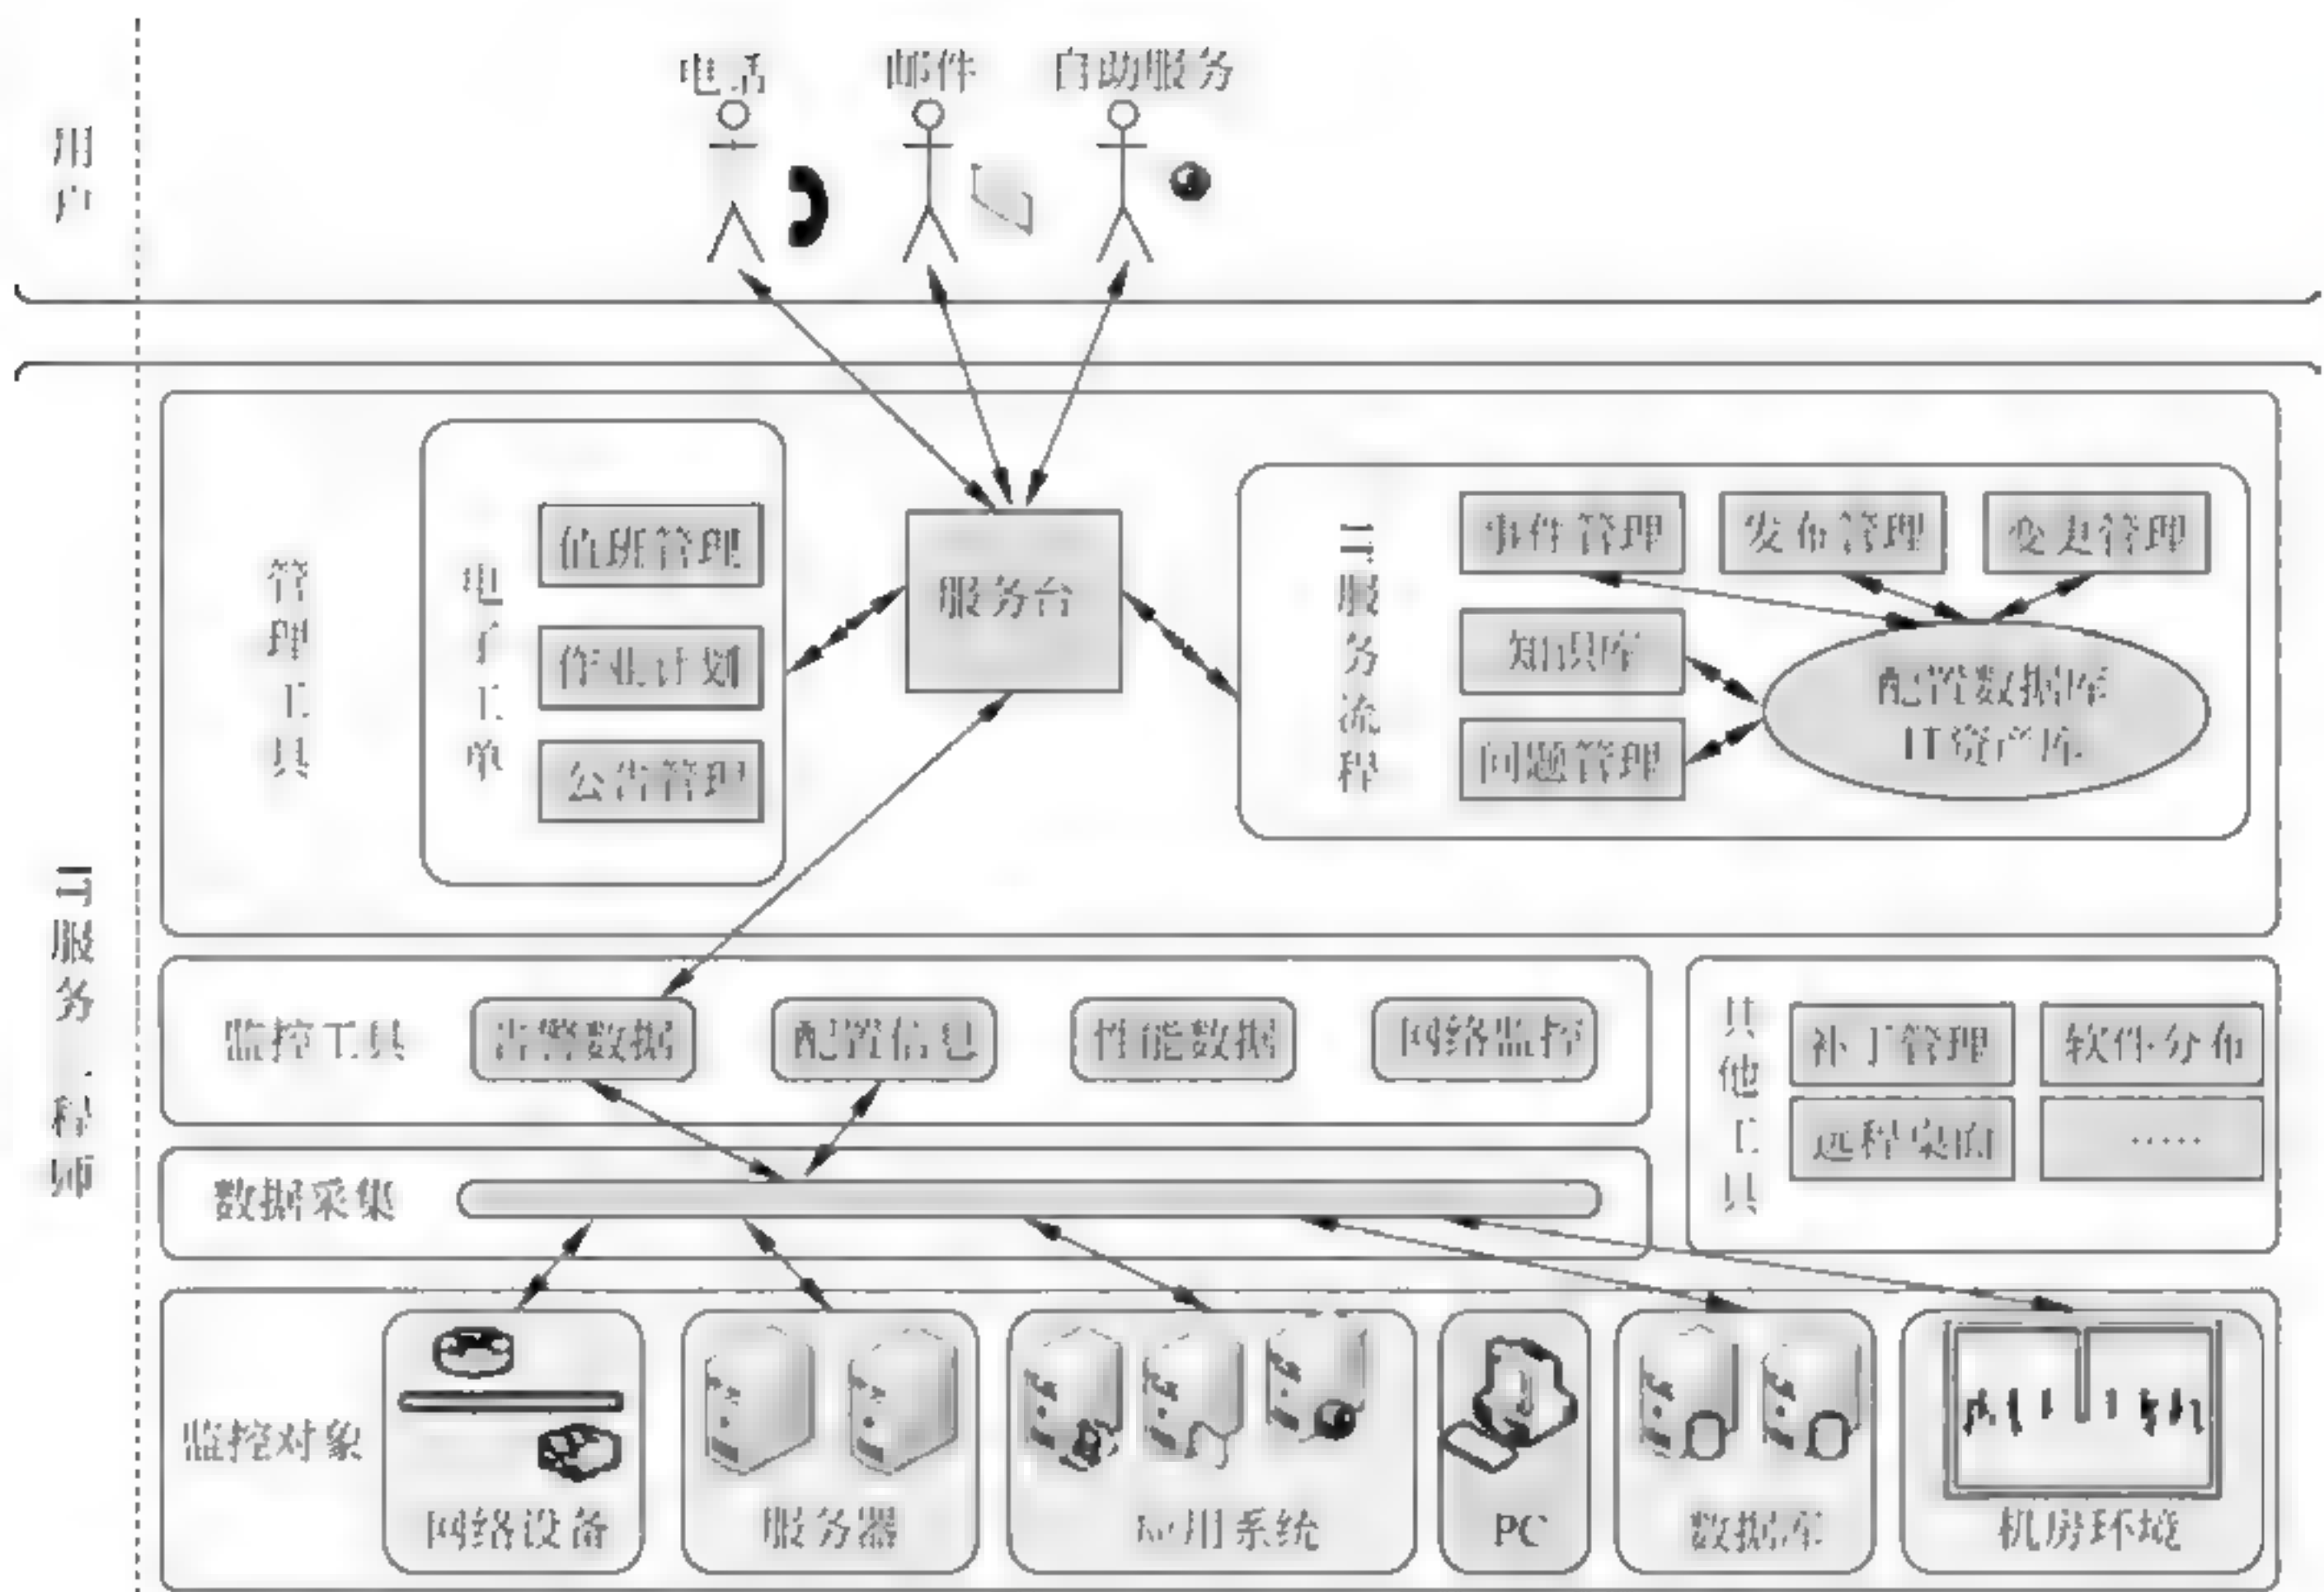 电话
邮件
自助服务
用户
管理工具
电子工单
值班管理
作业计划
公告管理
服务台
IT服务流程
事件管理
发布管理
变更管理
知识库
问题管理
配置数据库
IT资产库
IT服务工程师
监控工具
告警数据
配置信息
性能数据
网络监控
其他工具
补丁管理
软件分布
远程桌面
……
数据采集
监控对象
网络设备
服务器
用系统
PC
数据库
机房环境